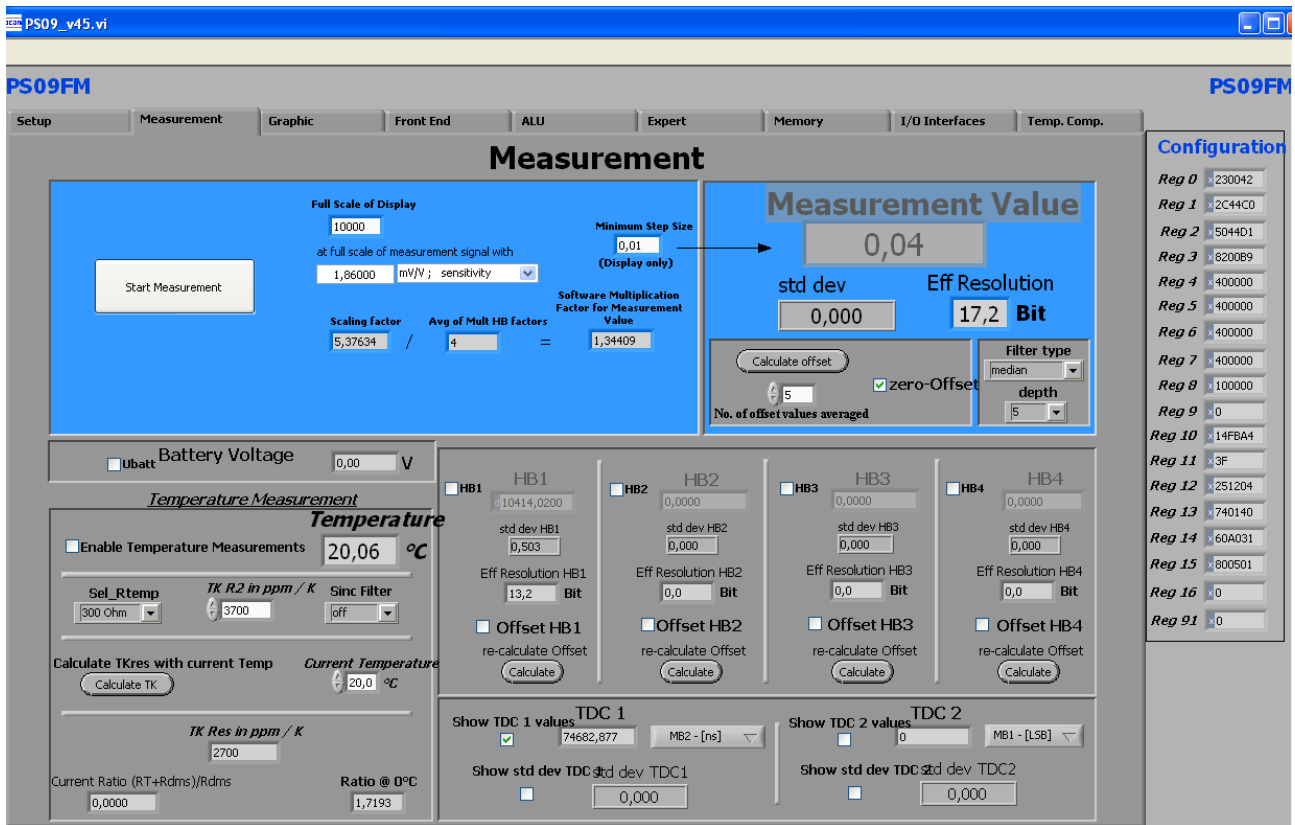 PS09_v45.vi
PS09FM
PS09FM
Setup Measurement Graphic Front End ALU Expert Memory I/O Interfaces Temp. Comp.
Measurement
Full Scale of Display
10000
at full scale of measurement signal with
1,86000 mV/V ; sensitivity
Start Measurement
Minimum Step Size
0,01
(Display only)
Scaling factor
5,37634
/
Avg of Mult HB factors
4
=
Software Multiplication
Factor for Measurement
Value
1,34409
Measurement Value
0,04
std dev
0,000
Eff Resolution
17,2 Bit
Calculate offset
5
No. of offset values averaged
zero-Offset
Filter type
median
depth
5
Ubatt Battery Voltage 0,00 V
Temperature Measurement
Temperature
Enable Temperature Measurements 20,06 °C
Sel_Rtemp
300 Ohm
TK R2 in ppm / K
3700
Sinc Filter
off
Calculate TKres with current Temp
Calculate TK
Current Temperature
20,0 °C
TK Res in ppm / K
2700
Current Ratio (RT+Rdms)/Rdms
0,0000
Ratio @ 0°C
1,7193
HB1 HB1
d 10414,0200
std dev HB1
0,503
Eff Resolution HB1
13,2 Bit
Offset HB1
re-calculate Offset
Calculate
HB2 HB2
0,0000
std dev HB2
0,000
Eff Resolution HB2
0,0 Bit
Offset HB2
re-calculate Offset
Calculate
HB3 HB3
0,0000
std dev HB3
0,000
Eff Resolution HB3
0,0 Bit
Offset HB3
re-calculate Offset
Calculate
HB4 HB4
0,0000
std dev HB4
0,000
Eff Resolution HB4
0,0 Bit
Offset HB4
re-calculate Offset
Calculate
TDC 1
Show TDC 1 values
74682,877 MB2 - [ns]
Show std dev TDC
std dev TDC1
0,000
TDC 2
Show TDC 2 values
0 MB1 - [LSB]
Show std dev TDC
std dev TDC2
0,000
Configuration
Reg 0 x 230042
Reg 1 x 2C44C0
Reg 2 x 5044D1
Reg 3 x 8200B9
Reg 4 x 400000
Reg 5 x 400000
Reg 6 x 400000
Reg 7 x 400000
Reg 8 x 100000
Reg 9 x 0
Reg 10 x 14FBA4
Reg 11 x 3F
Reg 12 x 251204
Reg 13 x 740140
Reg 14 x 60A031
Reg 15 x 800501
Reg 16 x 0
Reg 91 x 0